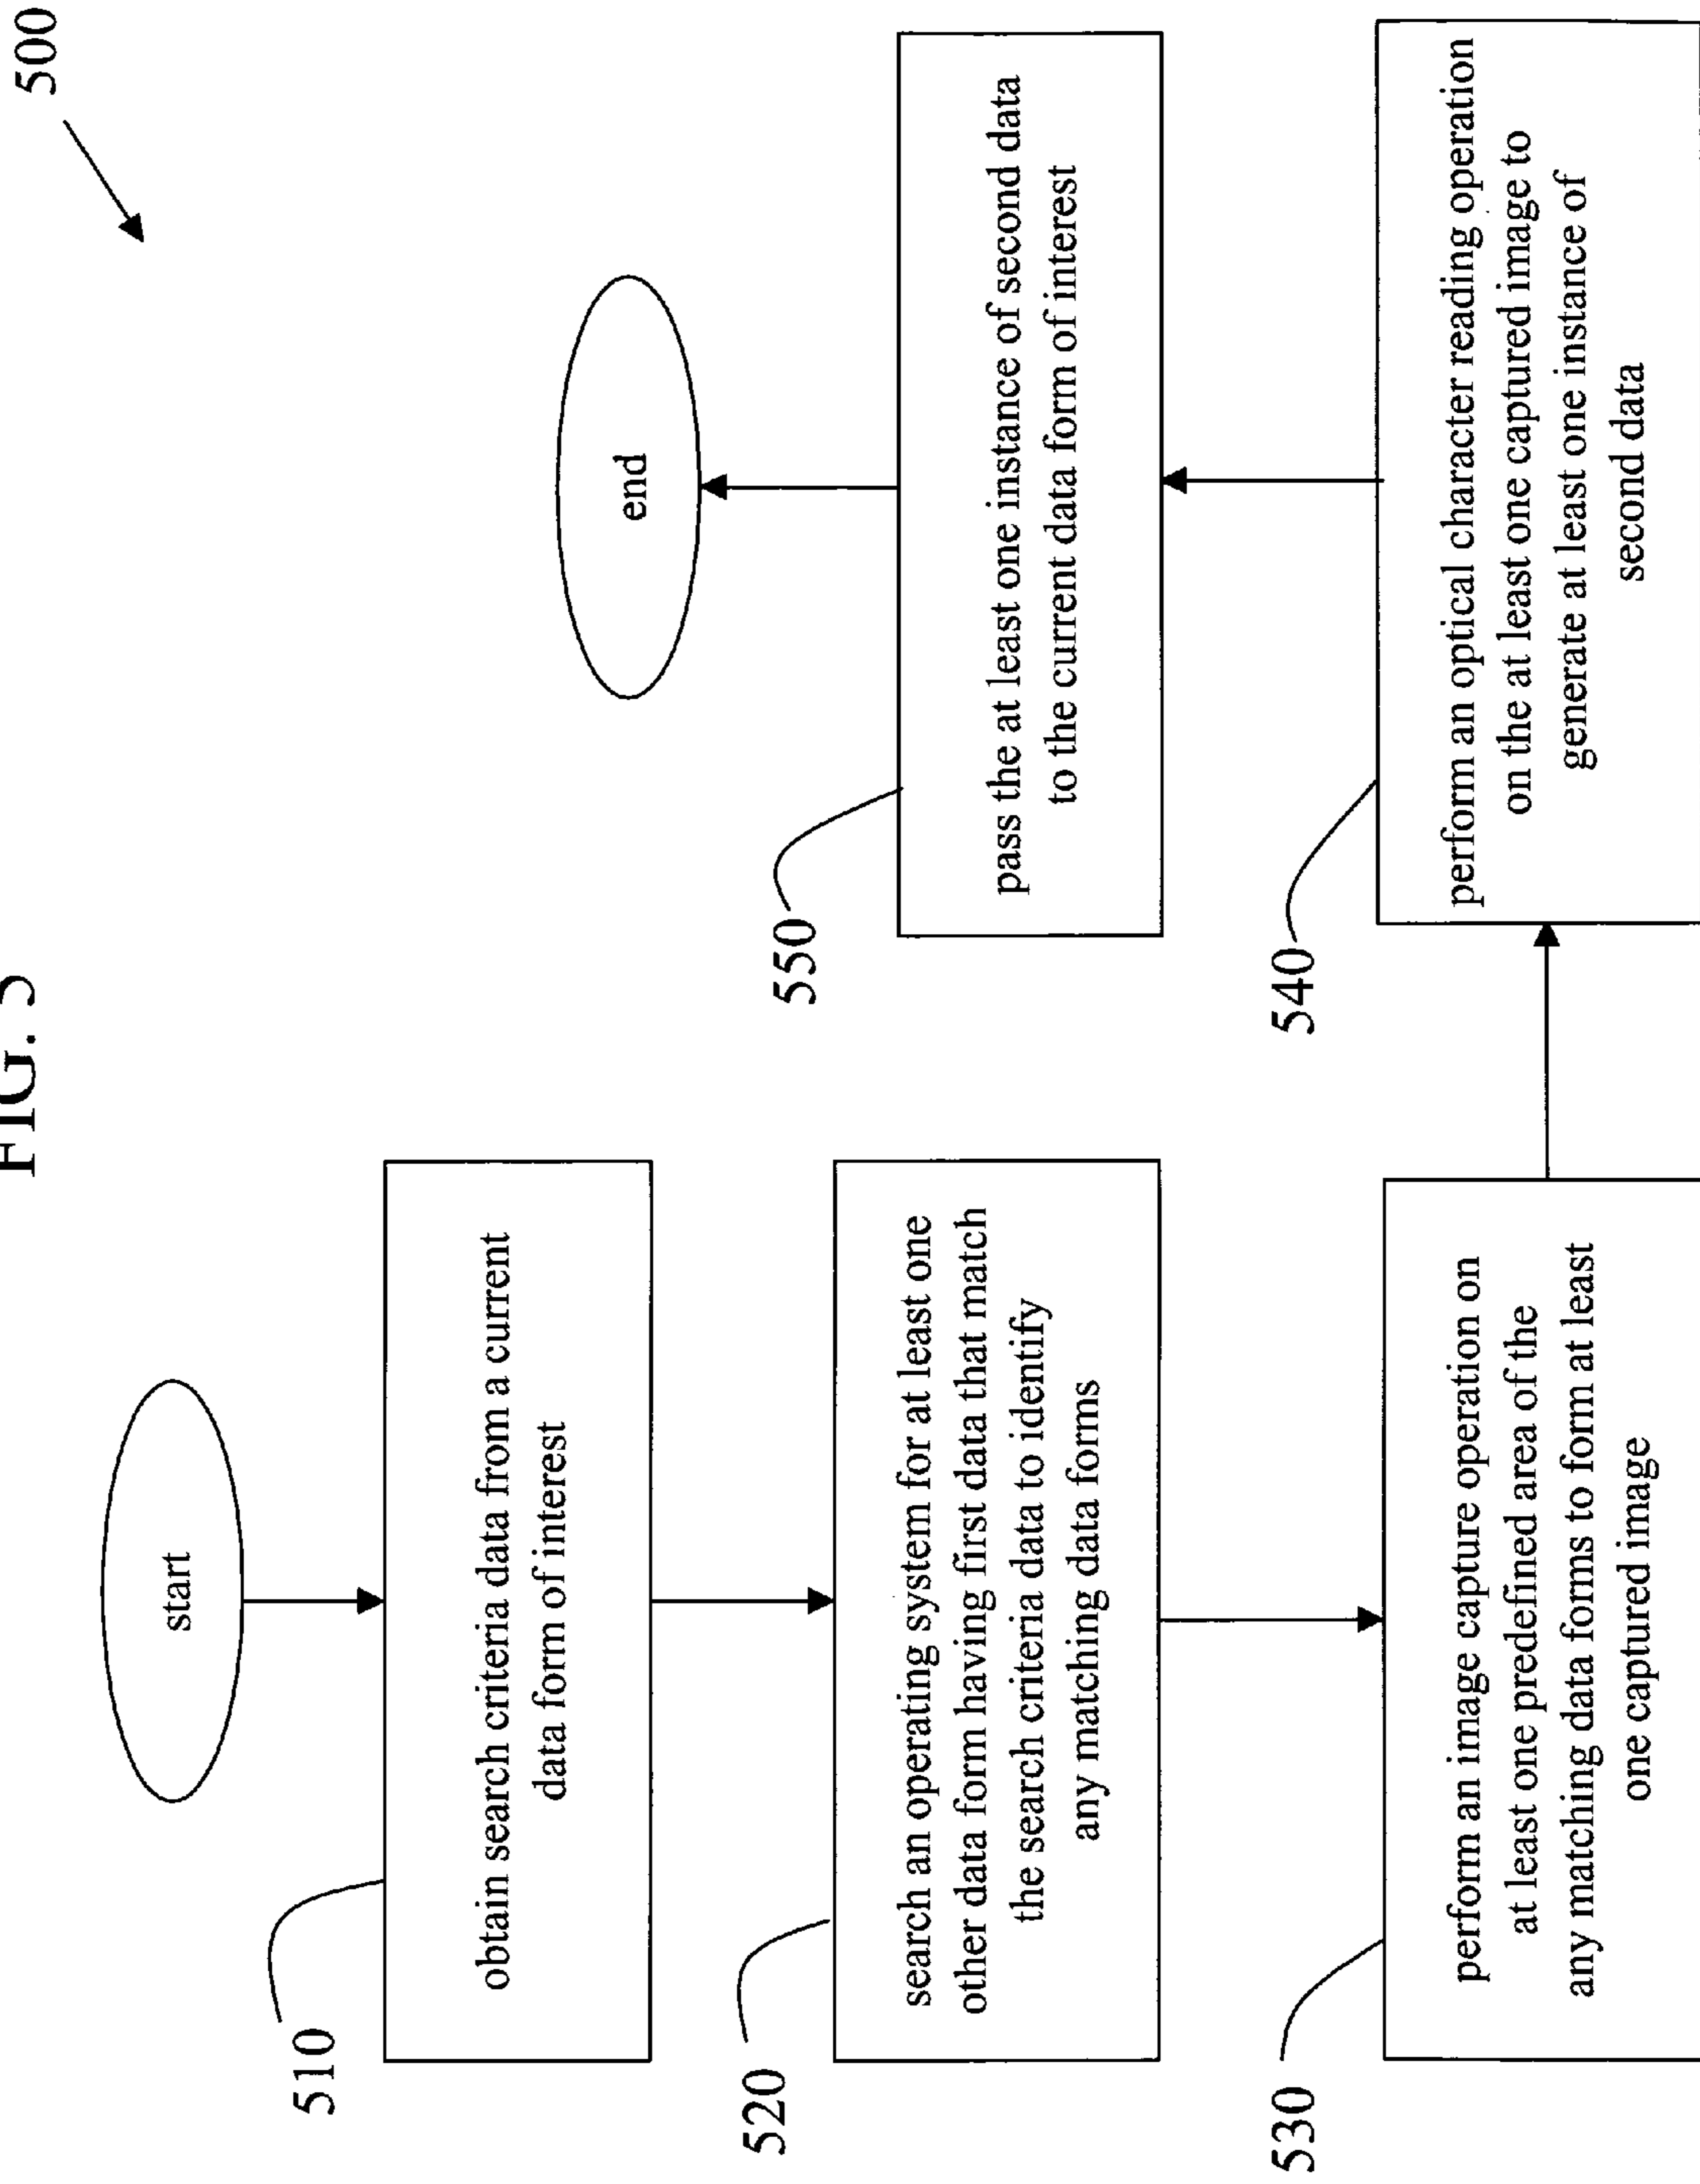 FIG. 5
500
start
510
obtain search criteria data from a current
data form of interest
520
search an operating system for at least one
other data form having first data that match
the search criteria data to identify
any matching data forms
530
perform an image capture operation on
at least one predefined area of the
any matching data forms to form at least
one captured image
540
perform an optical character reading operation
on the at least one captured image to
generate at least one instance of
second data
550
pass the at least one instance of second data
to the current data form of interest
end